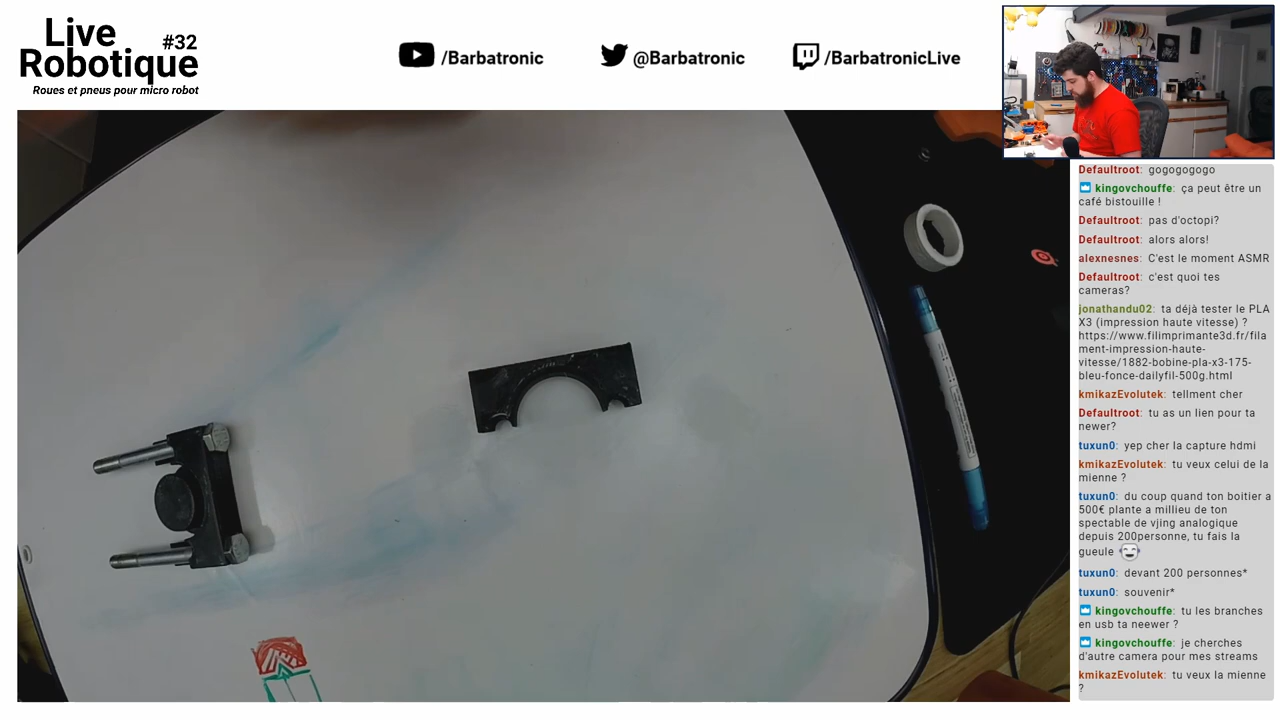 Live
Robotique #32
Roues et pneus pour micro robot
/Barbatronic
@Barbatronic
/BarbatronicLive
Defaultroot: gogogogogo
kingovchouffe: ça peut être un
café bistouille !
Defaultroot: pas d'octopi?
Defaultroot: alors alors!
alexnesnes: C'est le moment ASMR
Defaultroot: c'est quoi tes
cameras?
jonathandu02: ta déjà tester le PLA
X3 (impression haute vitesse) ?
https://www.filimprimante3d.fr/fila
ment-impression-haute-
vitesse/1882-bobine-pla-x3-175-
bleu-fonce-dailyfil-500g.html
kmikazEvolutek: tellment cher
Defaultroot: tu as un lien pour ta
newer?
tuxun0: yep cher la capture hdmi
kmikazEvolutek: tu veux celui de la
mienne ?
tuxun0: du coup quand ton boitier a
500€ plante a millieu de ton
spectable de vjing analogique
depuis 200personne, tu fais la
gueule
tuxun0: devant 200 personnes*
tuxun0: souvenir*
kingovchouffe: tu les branches
en usb ta neewer ?
kingovchouffe: je cherches
d'autre camera pour mes streams
kmikazEvolutek: tu veux la mienne
?